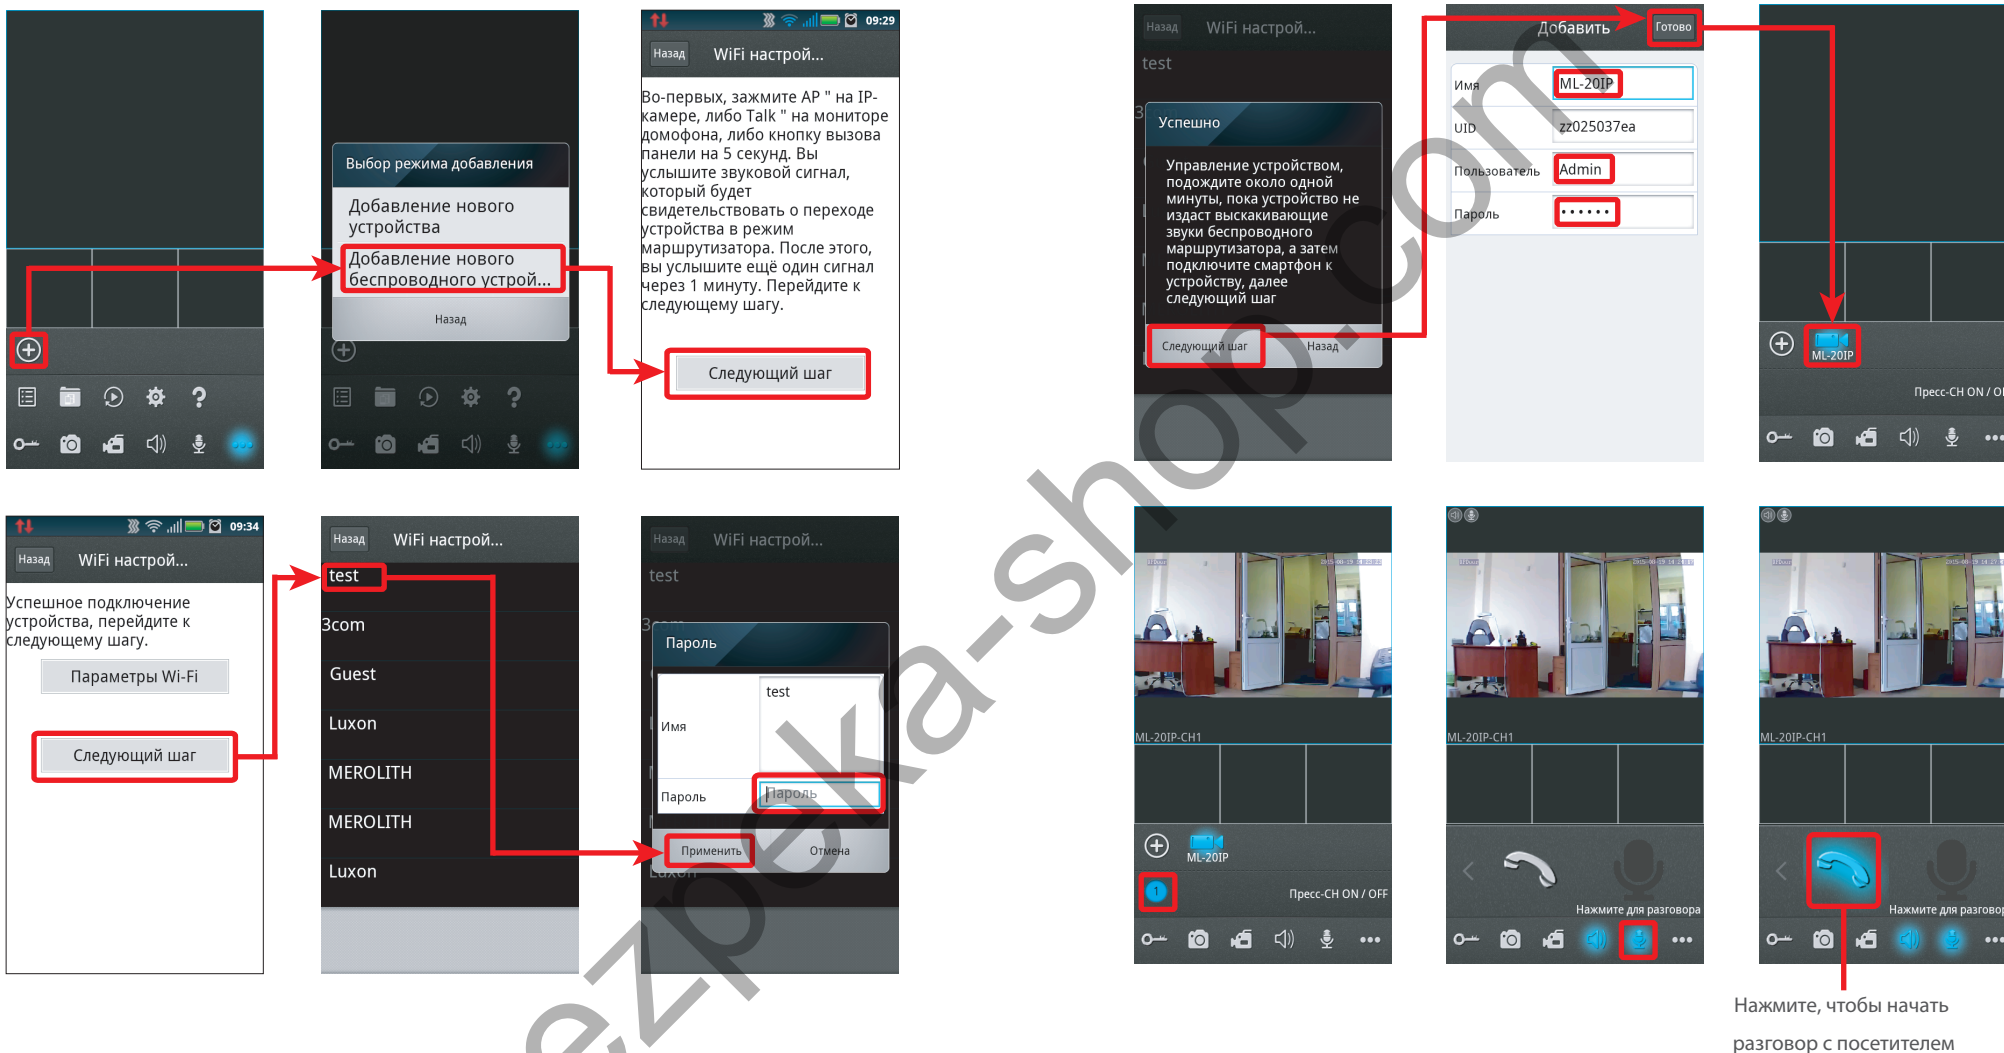 Выбор режима добавления
Добавление нового
устройства
Добавление нового
беспроводного устрой...
Назад
09:29
Назад
WiFi настрой...
Во-первых, зажмите AP " на IP-
камере, либо Talk " на мониторе
домофона, либо кнопку вызова
панели на 5 секунд. Вы
услышите звуковой сигнал,
который будет
свидетельствовать о переходе
устройства в режим
маршрутизатора. После этого,
вы услышите ещё один сигнал
через 1 минуту. Перейдите к
следующему шагу.
Следующий шаг
Назад
WiFi настрой...
test
Успешно
Управление устройством,
подождите около одной
минуты, пока устройство не
издаст выскакивающие
звуки беспроводного
маршрутизатора, а затем
подключите смартфон к
устройству, далее
следующий шаг
Следующий шаг
Назад
Добавить
Готово
Имя
ML-20IP
UID
zz025037ea
Пользователь
Admin
Пароль
••••••
ML-20IP
Пресс-CH ON / OF
09:34
Назад
WiFi настрой...
Успешное подключение
устройства, перейдите к
следующему шагу.
Параметры Wi-Fi
Следующий шаг
Назад
WiFi настрой...
test
3com
Guest
Luxon
MEROLITH
MEROLITH
Luxon
Назад
WiFi настрой...
test
Пароль
Имя
test
Пароль
Пароль
Применить
Отмена
Luxon
ML-20IP-CH1
ML-20IP
1
Пресс-CH ON / OFF
ML-20IP-CH1
Нажмите для разговора
ML-20IP-CH1
Нажмите для разговор
Нажмите, чтобы начать
разговор с посетителем
ezpeka-shop.com